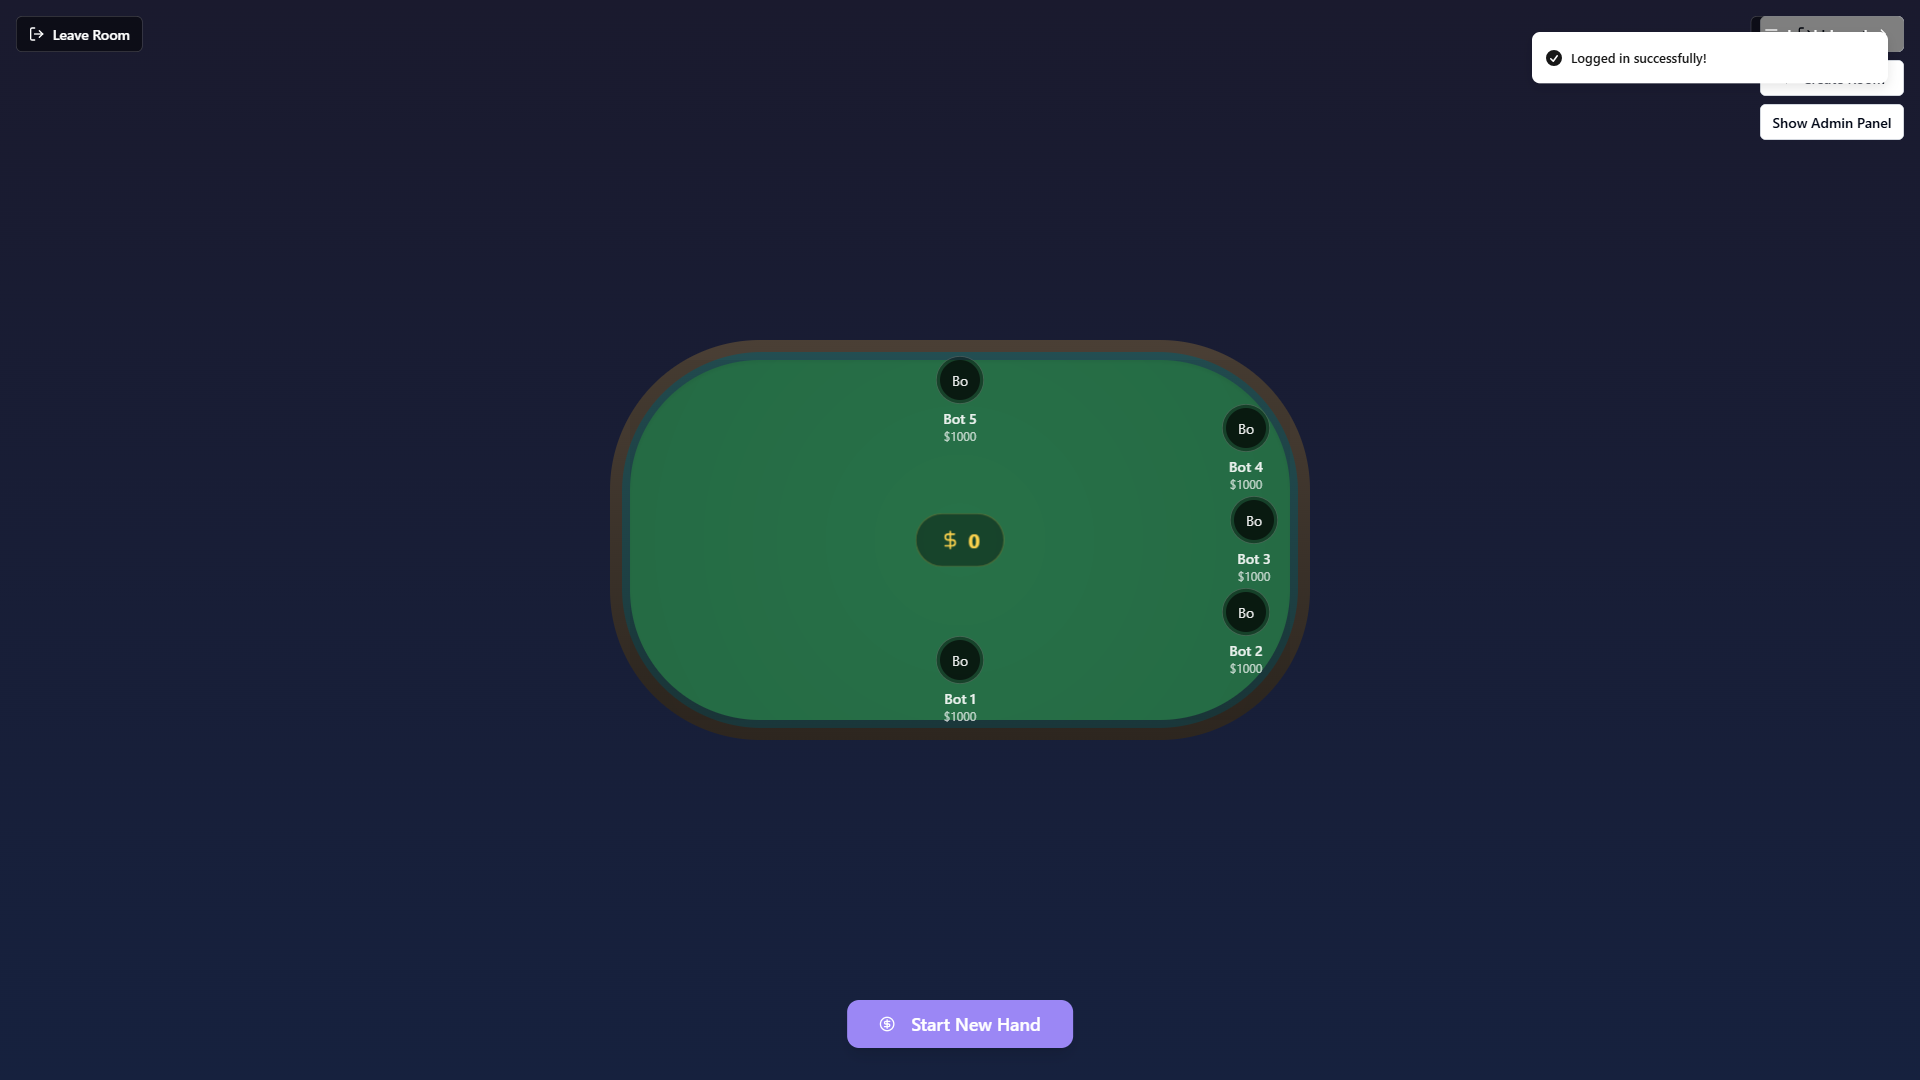 Leave Room
Logged in successfully!
Show Admin Panel
Bo
Bot 5
$1000
Bo
Bot 4
$1000
Bo
Bot 3
$1000
$ 0
Bo
Bot 2
$1000
Bo
Bot 1
$1000
Start New Hand